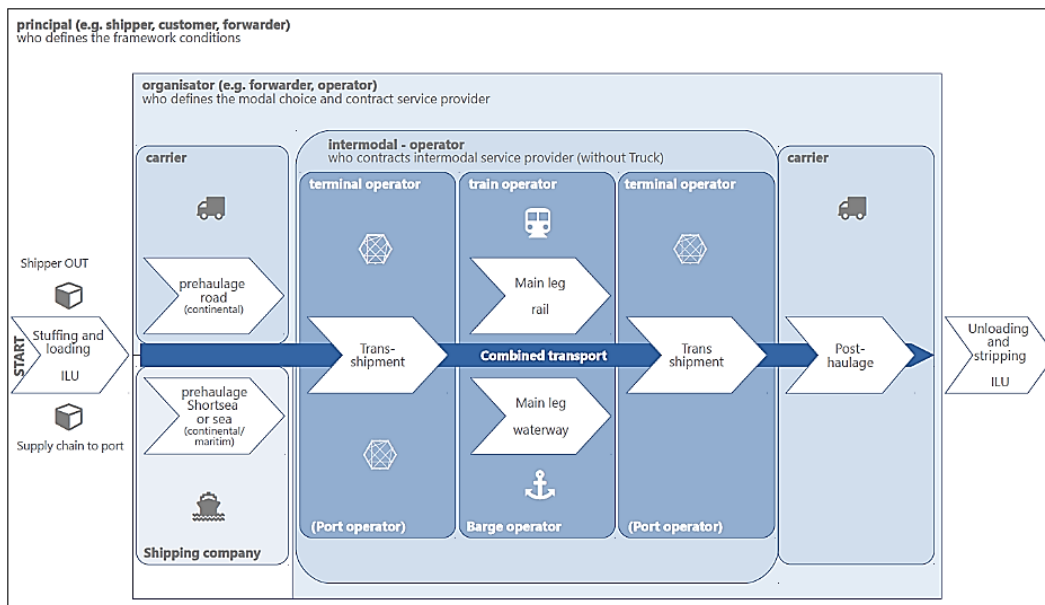 principal (e.g. shipper, customer, forwarder)
who defines the framework conditions
organisator (e.g. forwarder, operator)
who defines the modal choice and contract service provider
intermodal - operator
who contracts intermodal service provider (without Truck)
carrier
terminal operator
train operator
terminal operator
carrier
Shipper OUT
START
Stuffing and
loading
ILU
Supply chain to port
prehaulage
road
(continental)
prehaulage
Shortsea
or sea
(continental/
maritim)
Shipping company
Trans-
shipment
(Port operator)
Main leg
rail
Combined transport
Main leg
waterway
Barge operator
Trans
shipment
(Port operator)
Post-
haulage
Unloading
and
stripping
ILU